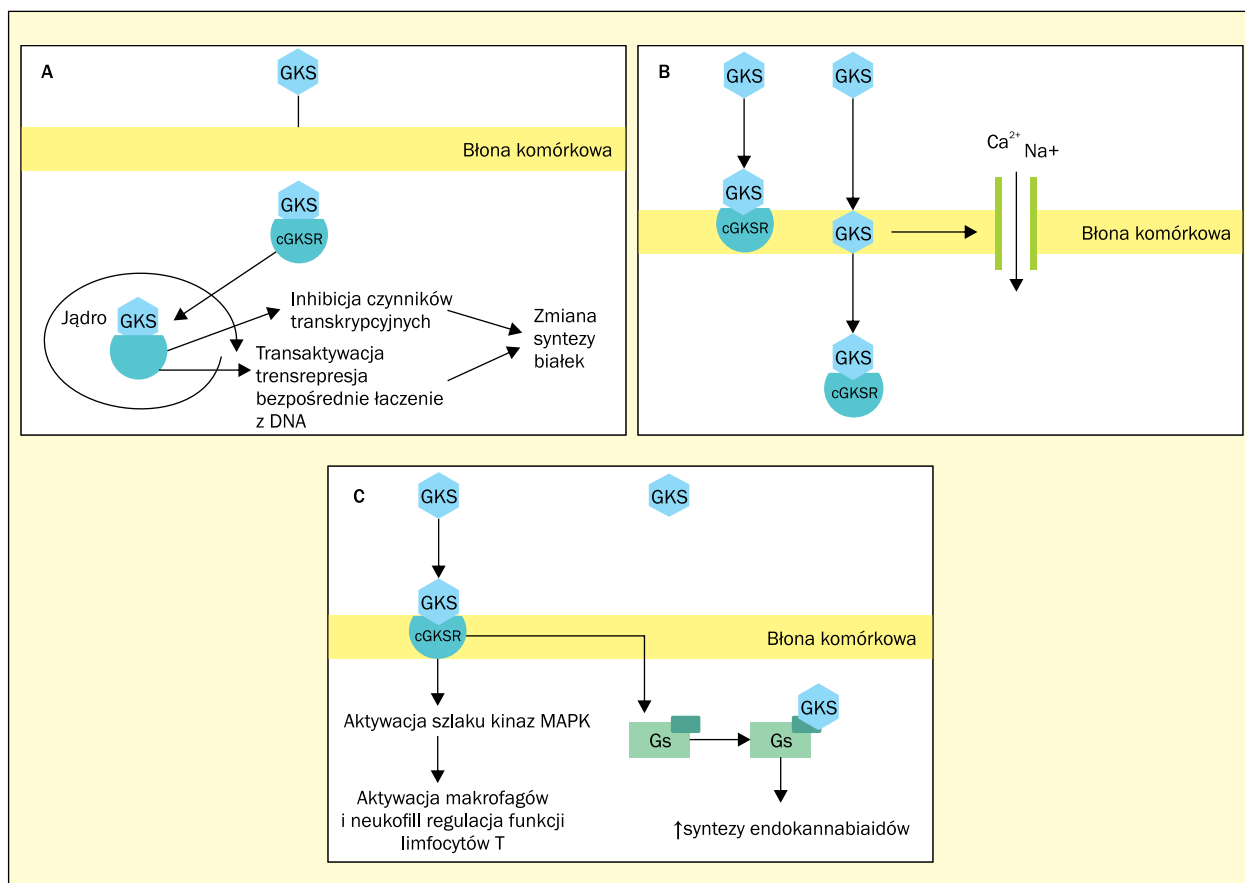 A
GKS
Błona komórkowa
GKS
cGKSR
Jądro
GKS
Inhibicja czynników
transkrypcyjnych
Transaktywacja
trensrepresja
bezpośrednie łaczenie
z DNA
Zmiana
syntezy
białek
B
GKS
GKS
Ca²⁺ Na+
GKS
cGKSR
GKS
Błona komórkowa
GKS
cGKSR
C
GKS
GKS
GKS
cGKSR
Błona komórkowa
Aktywacja szlaku kinaz MAPK
Aktywacja makrofagów
i neukofill regulacja funkcji
limfocytów T
Gs
GKS
Gs
↑syntezy endokannabiaidów